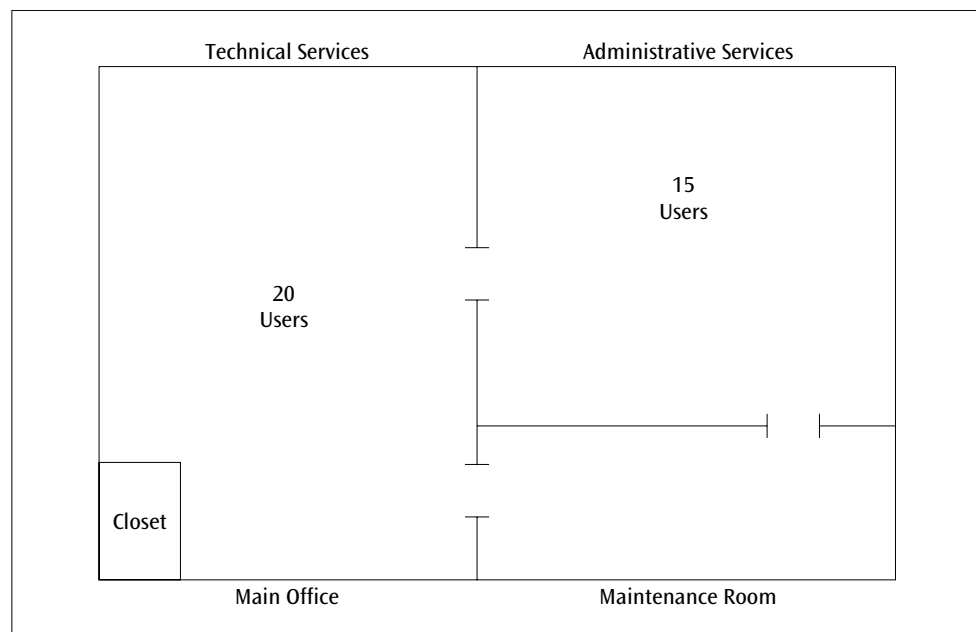 Technical Services
Administrative Services
15
Users
20
Users
Closet
Main Office
Maintenance Room